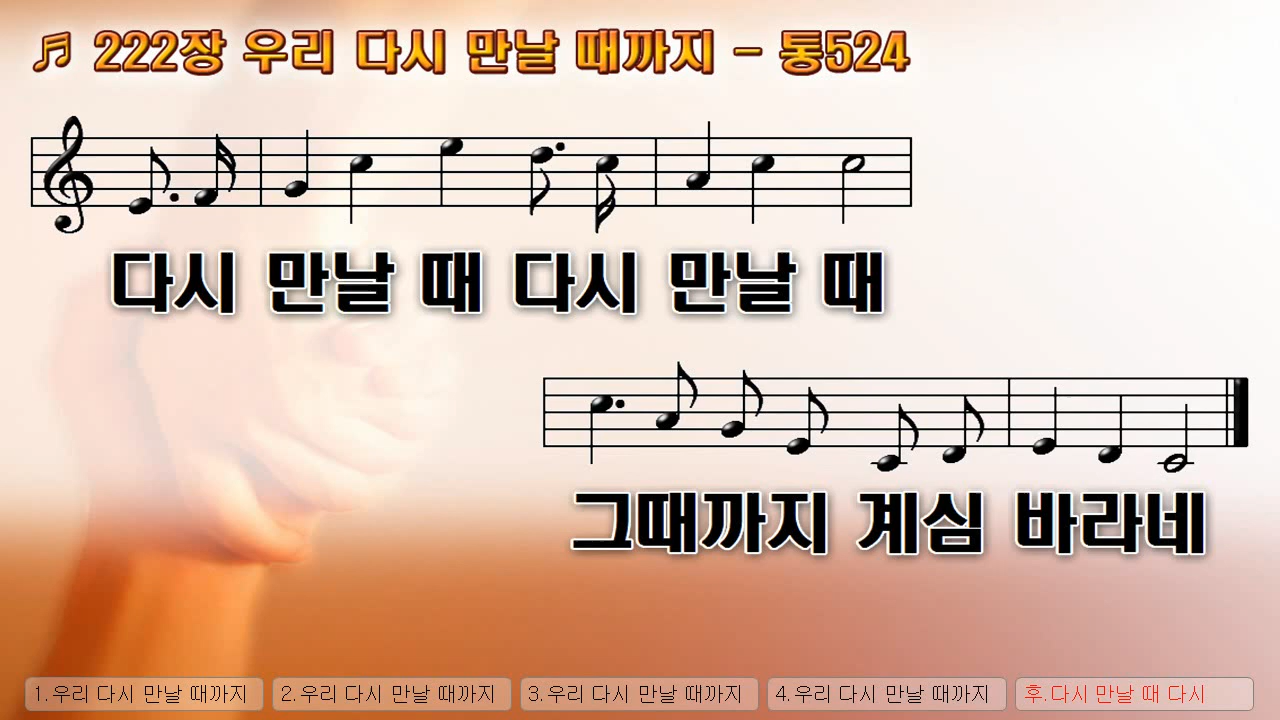 ♬ 222장 우리 다시 만날 때까지 - 통524
다시 만날 때 다시 만날 때
그때까지 계심 바라네
1.우리 다시 만날 때까지 2.우리 다시 만날 때까지 3.우리 다시 만날 때까지 4.우리 다시 만날 때까지 후.다시 만날 때 다시